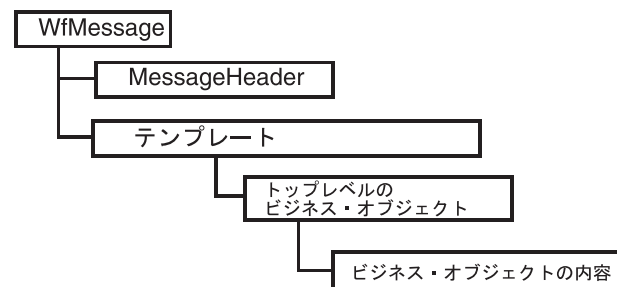 WfMessage
MessageHeader
テンプレート
トップレベルの
ビジネス・オブジェクト
ビジネス・オブジェクトの内容